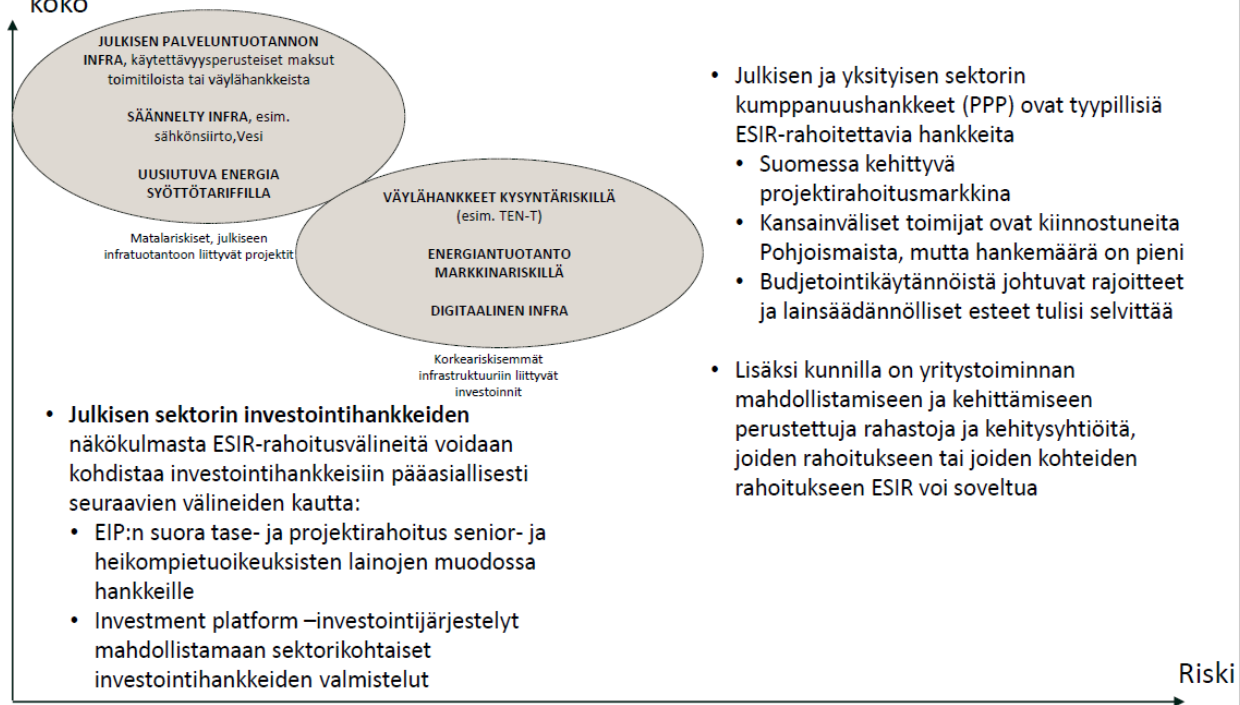 koko
JULKISEN PALVELUNTUOTANNON
INFRA, käytettävyysperusteiset maksut
toimitiloista tai väylähankkeista
SÄÄNNELTY INFRA, esim.
sähkönsiirto,Vesi
UUSIUTUVA ENERGIA
SYÖTTÖTARIFFILLA
Matalariskiset, julkiseen
infratuotantoon liittyvät projektit
VÄYLÄHANKKEET KYSYNTÄRISKILLÄ
(esim. TEN-T)
ENERGIANTUOTANTO
MARKKINARISKILLÄ
DIGITAALINEN INFRA
Korkeariskisemmät
infrastruktuuriin liittyvät
investoinnit
• Julkisen sektorin investointihankkeiden
näkökulmasta ESIR-rahoitusvälineitä voidaan
kohdistaa investointihankkeisiin pääasiallisesti
seuraavien välineiden kautta:
• EIP:n suora tase- ja projektirahoitus senior- ja
heikompietuoikeuksisten lainojen muodossa
hankkeille
• Investment platform –investointijärjestelyt
mahdollistamaan sektorikohtaiset
investointihankkeiden valmistelut
• Julkisen ja yksityisen sektorin
kumppanuushankkeet (PPP) ovat tyypillisiä
ESIR-rahoitettavia hankkeita
• Suomessa kehittyvä
projektirahoitusmarkkina
• Kansainväliset toimijat ovat kiinnostuneita
Pohjoismaista, mutta hankemäärä on pieni
• Budjetointikäytännöistä johtuvat rajoitteet
ja lainsäädännölliset esteet tulisi selvittää
• Lisäksi kunnilla on yritystoiminnan
mahdollistamiseen ja kehittämiseen
perustettuja rahastoja ja kehitysyhtiöitä,
joiden rahoitukseen tai joiden kohteiden
rahoitukseen ESIR voi soveltua
Riski